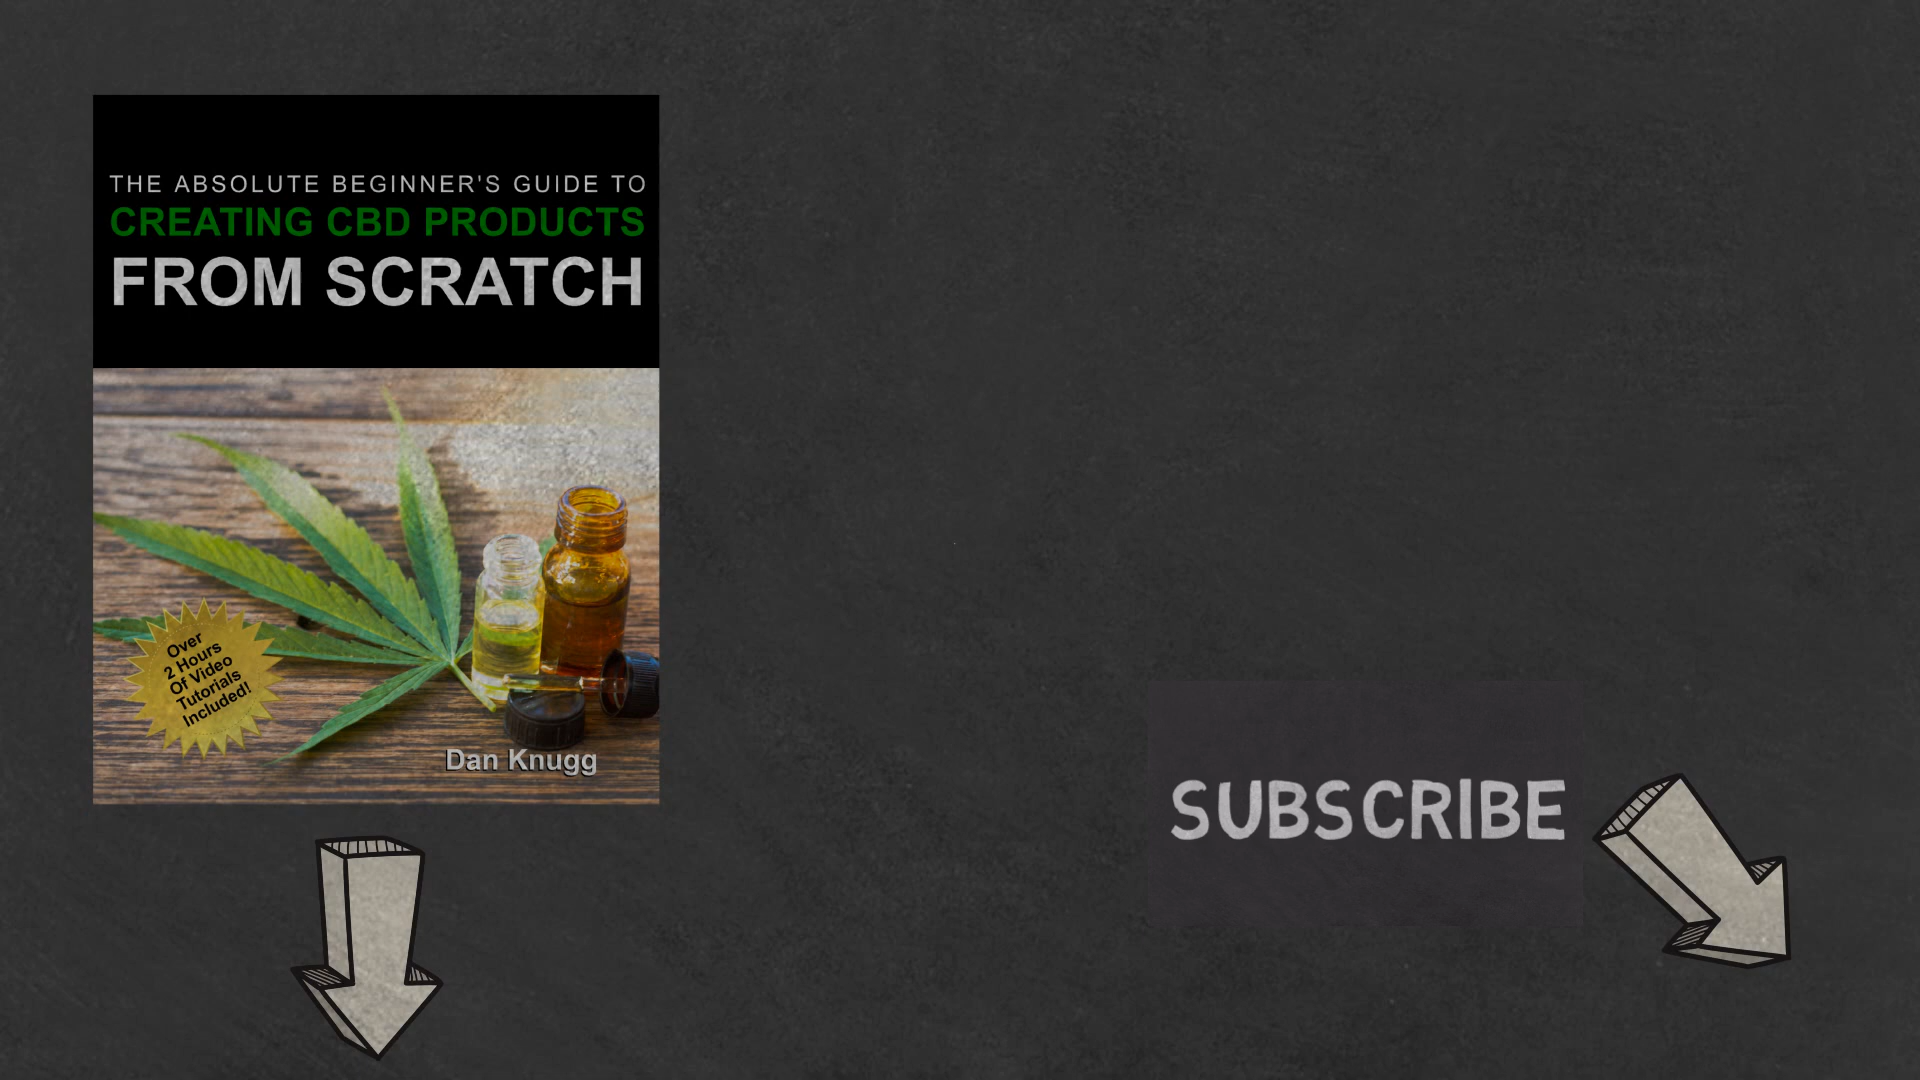 THE ABSOLUTE BEGINNER'S GUIDE TO
CREATING CBD PRODUCTS
FROM SCRATCH
Over
2 Hours
Of Video
Tutorials
Included!
Dan Knugg
SUBSCRIBE